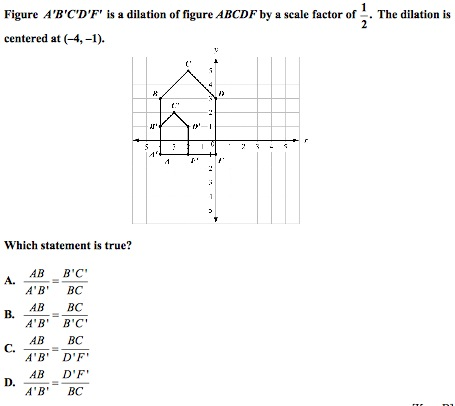 Figure A'B'C'D'F' is a dilation of figure ABCDF by a scale factor of 1/2. The dilation is
centered at (–4, –1).
C
B
D
C'
B'
D'
A'
A
F'
F
Which statement is true?
A. AB/A'B' = B'C'/BC
B. AB/A'B' = BC/B'C'
C. AB/A'B' = BC/D'F'
D. AB/A'B' = D'F'/BC